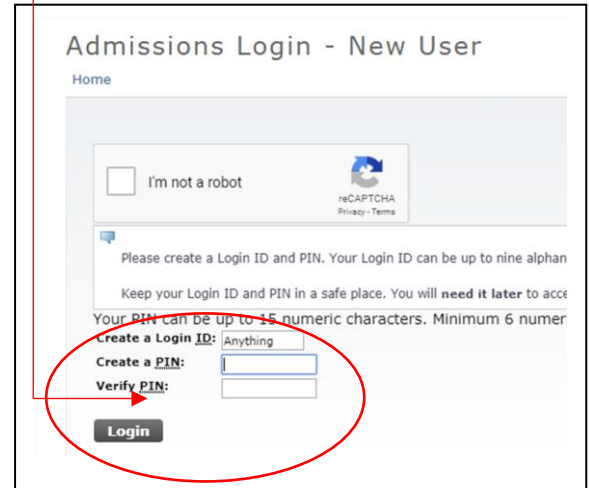 Admissions Login - New User
Home
I'm not a robot
reCAPTCHA
Privacy - Terms
Please create a Login ID and PIN. Your Login ID can be up to nine alphan
Keep your Login ID and PIN in a safe place. You will need it later to acce
Your PIN can be up to 15 numeric characters. Minimum 6 numer
Create a Login ID: Anything
Create a PIN:
Verify PIN:
Login